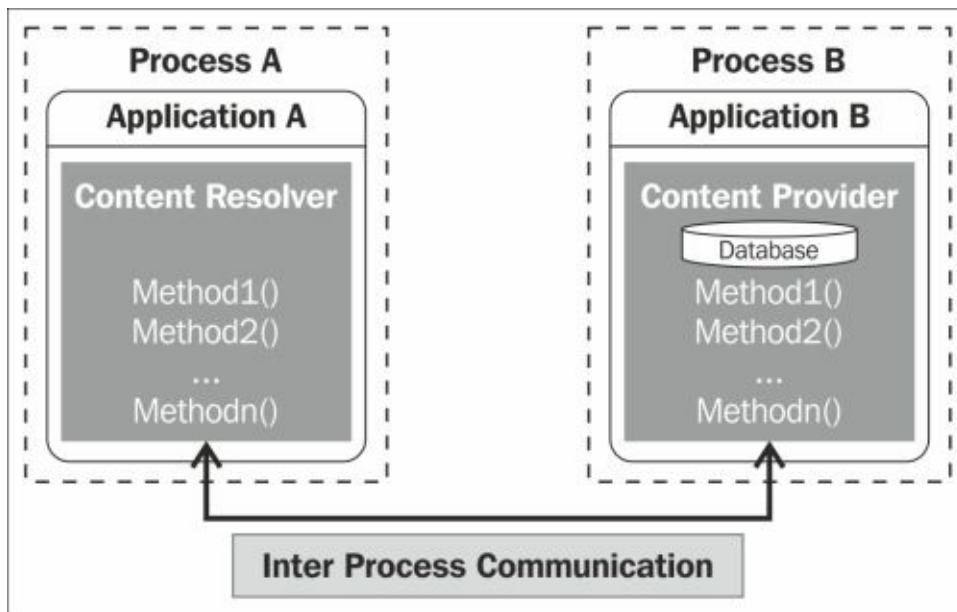 Process A
Application A
Content Resolver
Method1()
Method2()
...
Methodn()
Process B
Application B
Content Provider
Database
Method1()
Method2()
...
Methodn()
Inter Process Communication